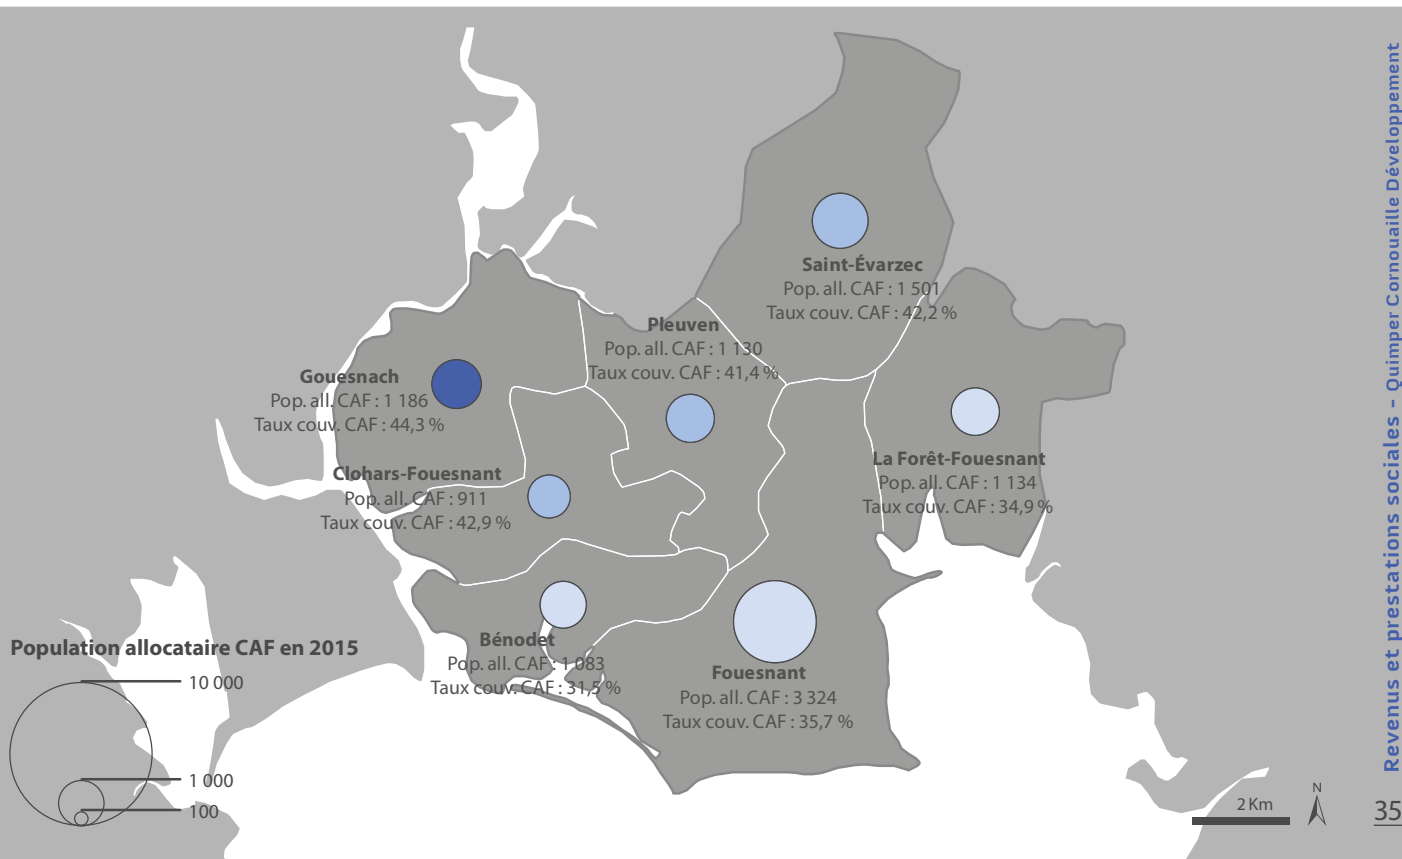 Saint-Évarzec
Pop. all. CAF : 1 501
Taux couv. CAF : 42,2 %
Pleuven
Pop. all. CAF : 1 130
Taux couv. CAF : 41,4 %
Gouesnach
Pop. all. CAF : 1 186
Taux couv. CAF : 44,3 %
La Forêt-Fouesnant
Pop. all. CAF : 1 134
Taux couv. CAF : 34,9 %
Clohars-Fouesnant
Pop. all. CAF : 911
Taux couv. CAF : 42,9 %
Bénodet
Pop. all. CAF : 1 083
Taux couv. CAF : 31,5 %
Fouesnant
Pop. all. CAF : 3 324
Taux couv. CAF : 35,7 %
Population allocataire CAF en 2015
10 000
1 000
100
2 Km
N
Revenus et prestations sociales - Quimper Cornouaille Développement
35